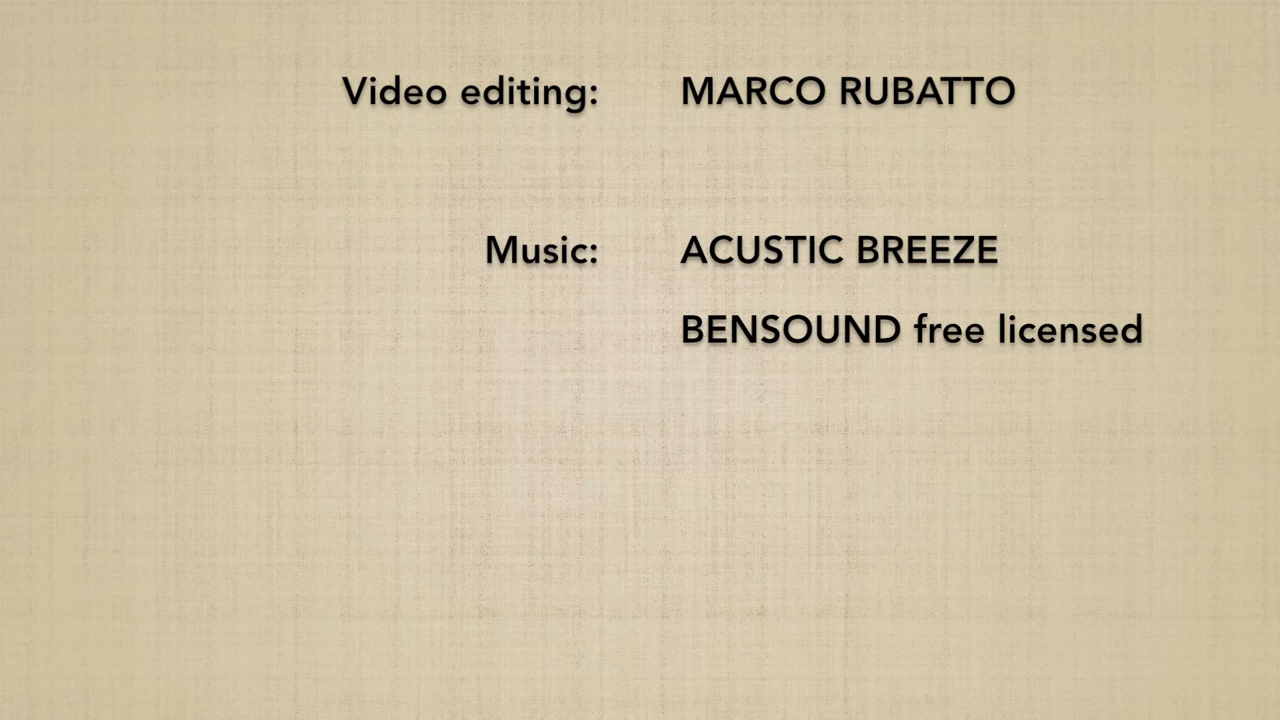 Video editing: MARCO RUBATTO
Music: ACUSTIC BREEZE
BENSOUND free licensed